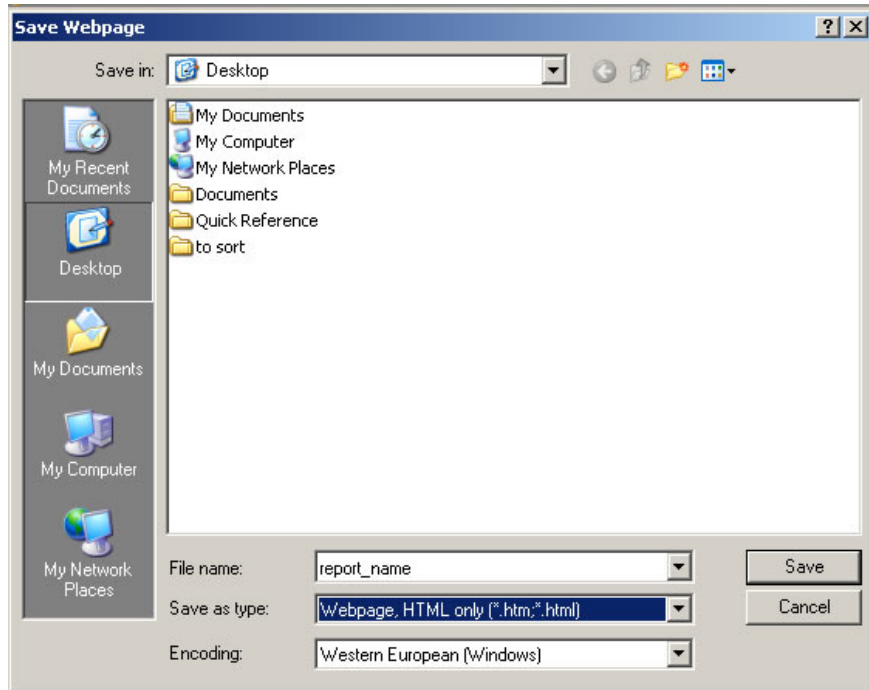 Save Webpage
Save in: Desktop
My Recent
Documents
Desktop
My Documents
My Computer
My Network
Places
My Documents
My Computer
My Network Places
Documents
Quick Reference
to sort
File name: report_name
Save
Save as type: Webpage, HTML only (*.htm;*.html)
Cancel
Encoding: Western European (Windows)